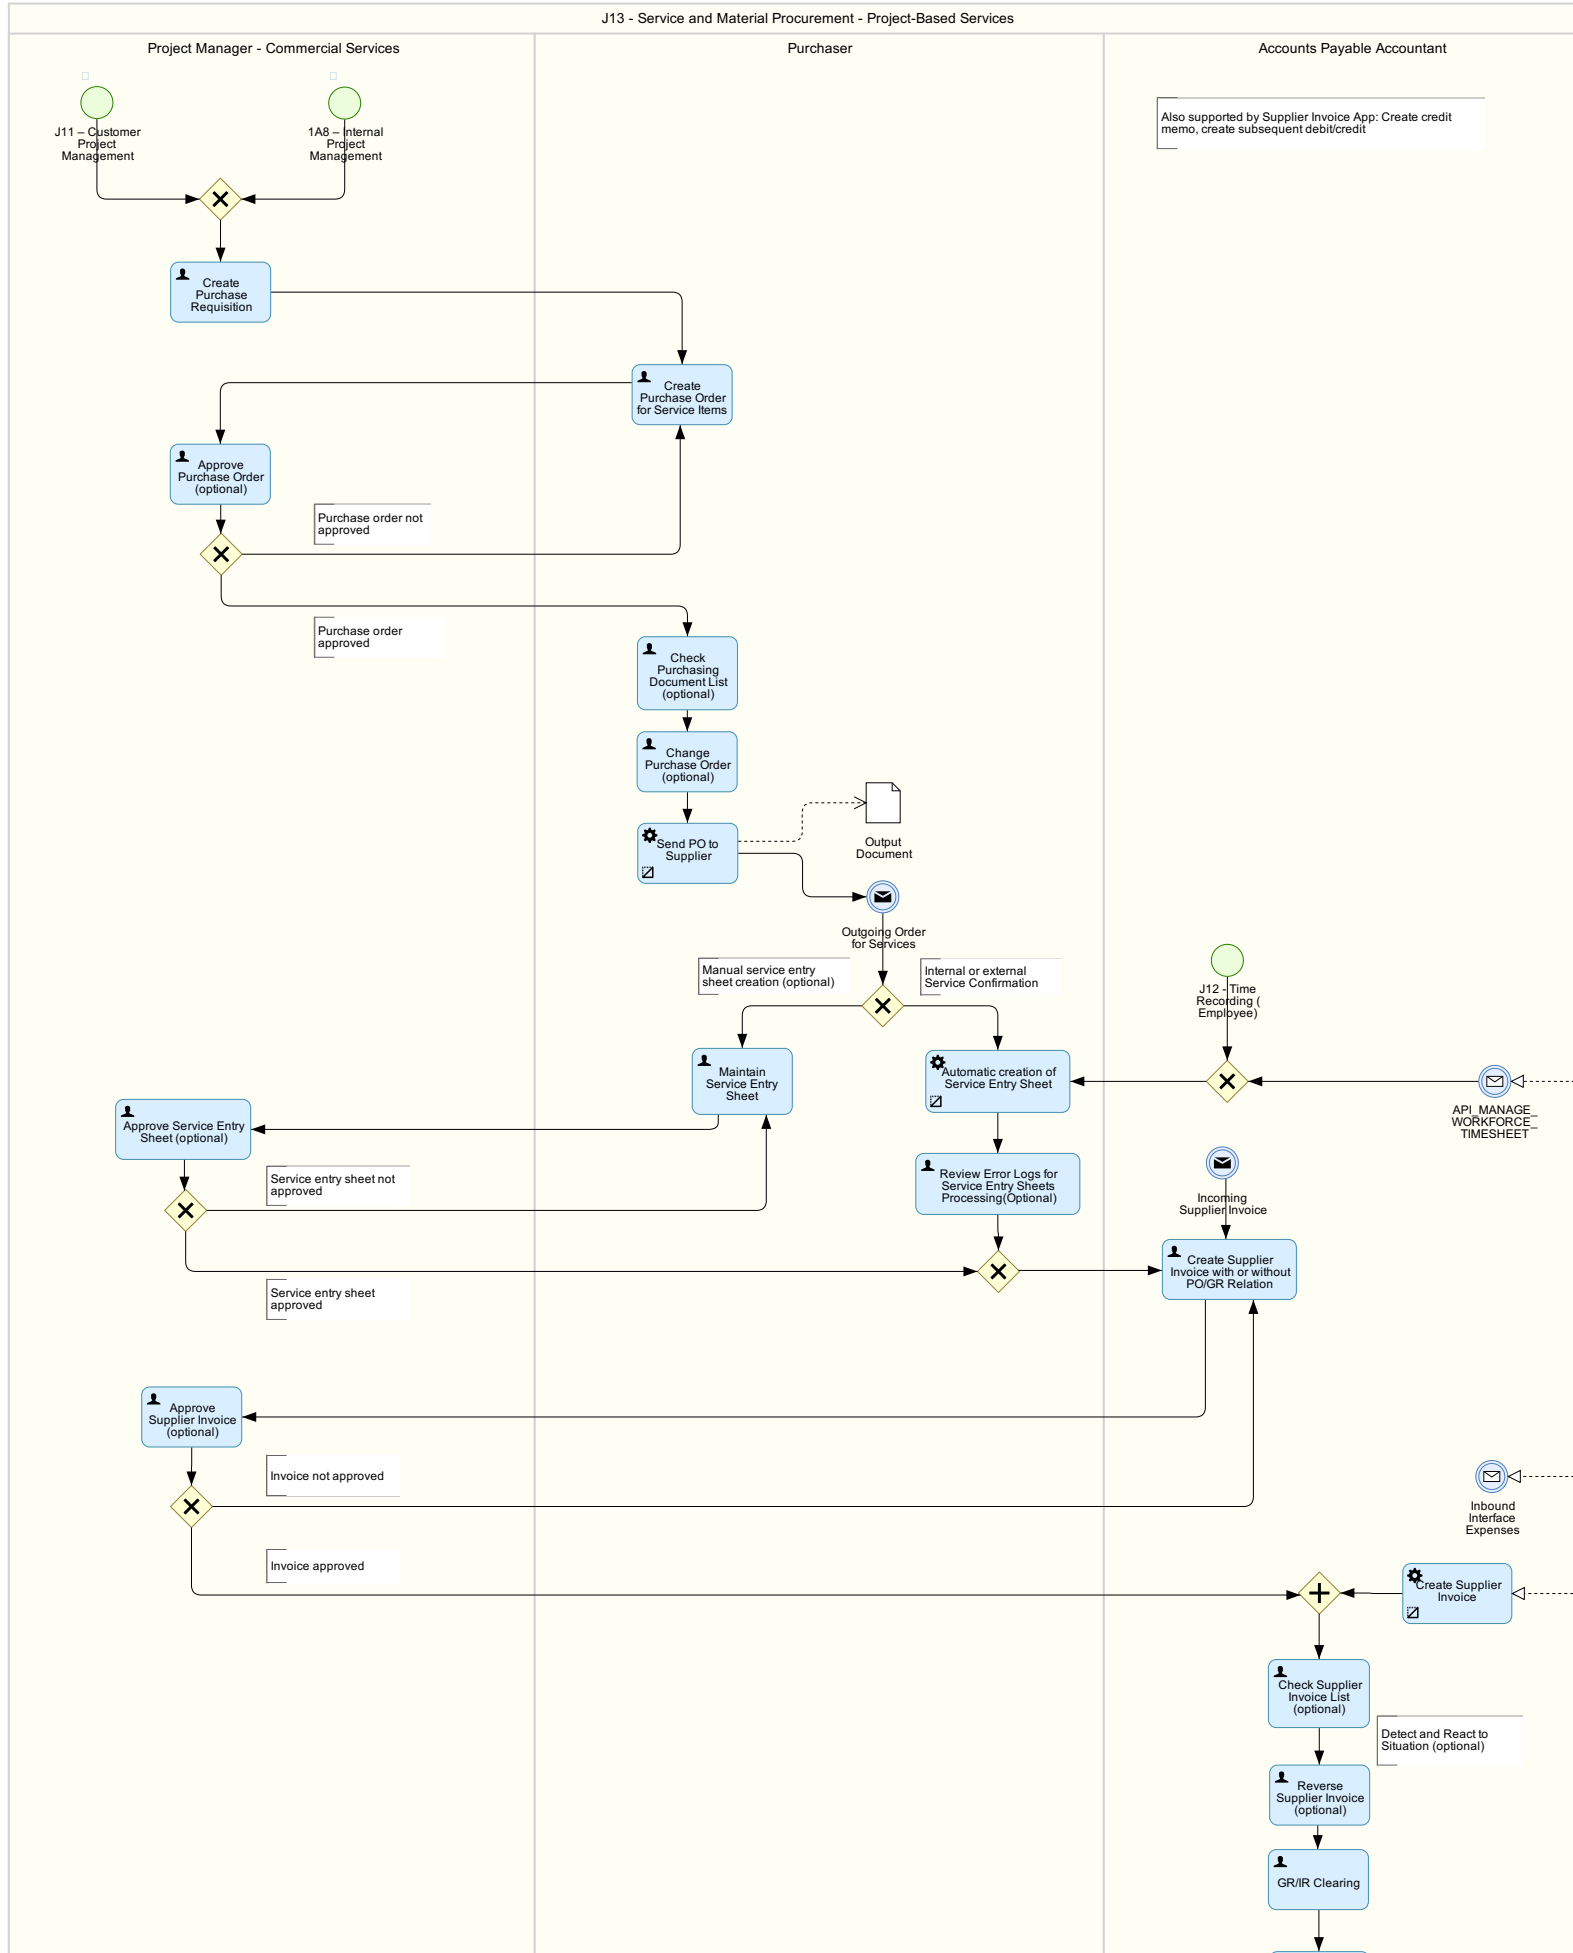 J13 - Service and Material Procurement - Project-Based Services
Project Manager - Commercial Services
Purchaser
Accounts Payable Accountant
J11 – Customer
Project
Management
1A8 – Internal
Project
Management
Also supported by Supplier Invoice App: Create credit
memo, create subsequent debit/credit
Create
Purchase
Requisition
Create
Purchase Order
for Service Items
Approve
Purchase Order
(optional)
Purchase order not
approved
Purchase order
approved
Check
Purchasing
Document List
(optional)
Change
Purchase Order
(optional)
Send PO to
Supplier
Output
Document
Outgoing Order
for Services
Manual service entry
sheet creation (optional)
Internal or external
Service Confirmation
J12 - Time
Recording (
Employee)
Maintain
Service Entry
Sheet
Automatic creation of
Service Entry Sheet
API_MANAGE_
WORKFORCE_
TIMESHEET
Approve Service Entry
Sheet (optional)
Service entry sheet not
approved
Review Error Logs for
Service Entry Sheets
Processing(Optional)
Incoming
Supplier Invoice
Create Supplier
Invoice with or without
PO/GR Relation
Service entry sheet
approved
Approve
Supplier Invoice
(optional)
Invoice not approved
Inbound
Interface
Expenses
Invoice approved
Create Supplier
Invoice
Check Supplier
Invoice List
(optional)
Detect and React to
Situation (optional)
Reverse
Supplier Invoice
(optional)
GR/IR Clearing